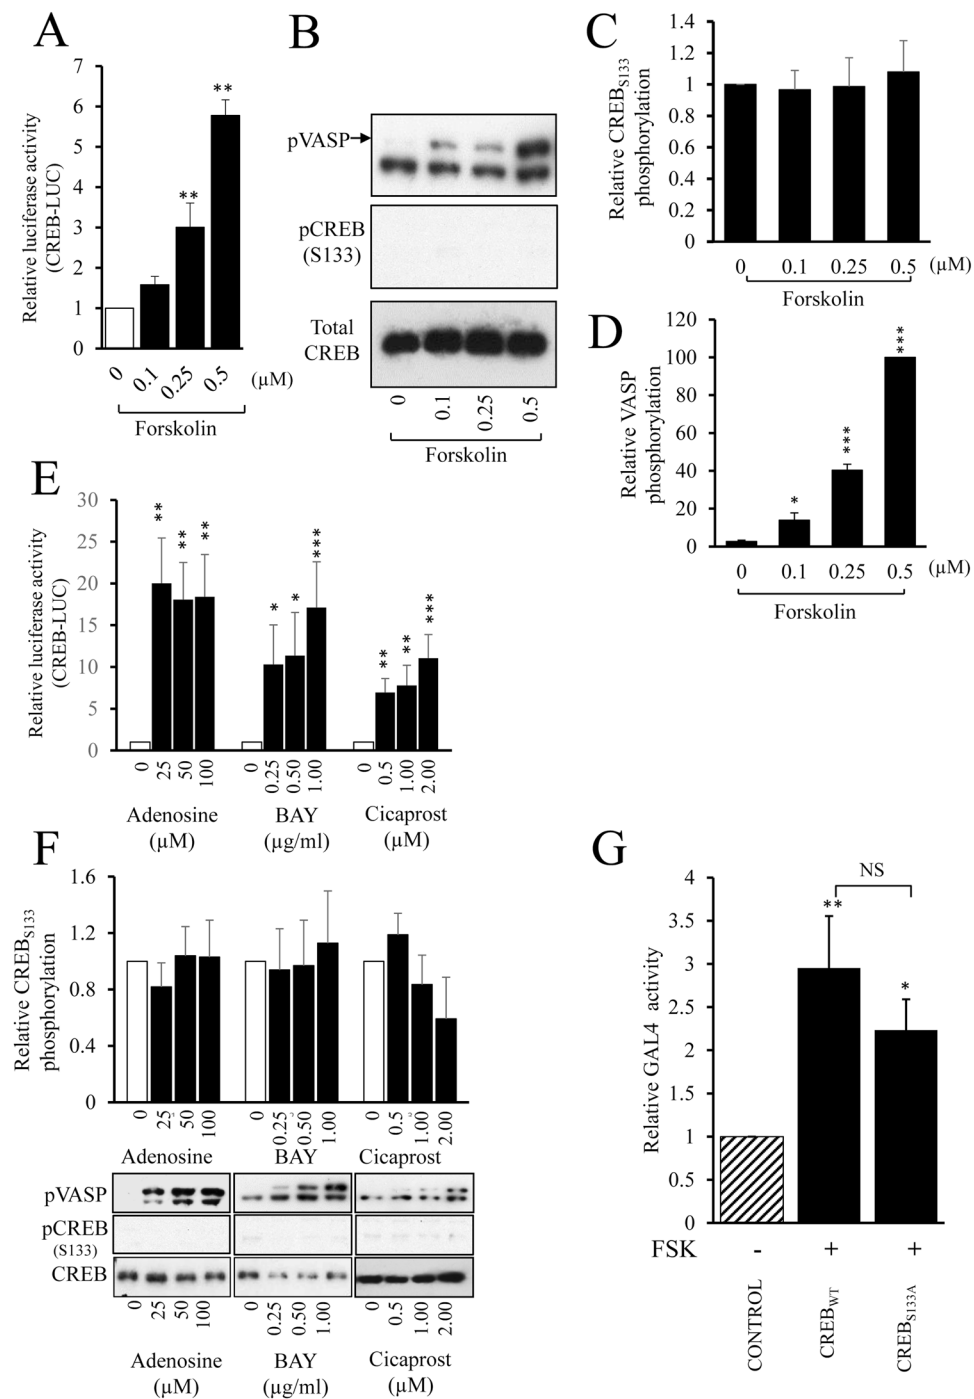 A
Relative luciferase activity
(CREB-LUC)
7
6
5
4
3
2
1
0
**
**
0
0.1
0.25
0.5
(µM)
Forskolin
B
pVASP
pCREB
(S133)
Total
CREB
0
0.1
0.25
0.5
Forskolin
C
Relative CREBS133
phosphorylation
1.4
1.2
1
0.8
0.6
0.4
0.2
0
0 0.1 0.25 0.5 (µM)
Forskolin
D
Relative VASP
phosphorylation
120
100
80
60
40
20
0
*
***
***
0 0.1 0.25 0.5 (µM)
Forskolin
E
Relative luciferase activity
(CREB-LUC)
30
25
20
15
10
5
0
**
**
**
*
*
***
**
**
***
0
25
50
100
0
0.25
0.50
1.00
0
0.5
1.00
2.00
Adenosine BAY Cicaprost
(µM) (µg/ml) (µM)
F
Relative CREBS133
phosphorylation
1.6
1.2
0.8
0.4
0
0
25
50
100
0
0.25
0.50
1.00
0
0.5
1.00
2.00
Adenosine BAY Cicaprost
pVASP
pCREB
(S133)
CREB
0
25
50
100
0
0.25
0.50
1.00
0
0.5
1.00
2.00
Adenosine BAY Cicaprost
(µM) (µg/ml) (µM)
G
Relative GAL4 activity
4
3.5
3
2.5
2
1.5
1
0.5
0
NS
**
*
FSK - + +
CONTROL
CREBWT
CREBS133A